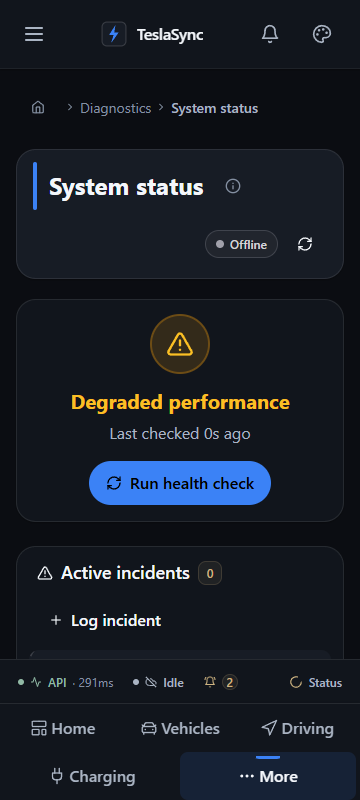 TeslaSync
Diagnostics System status
System status
Offline
Degraded performance
Last checked 0s ago
Run health check
Active incidents 0
+ Log incident
API · 291ms Idle 2 Status
Home Vehicles Driving
Charging More